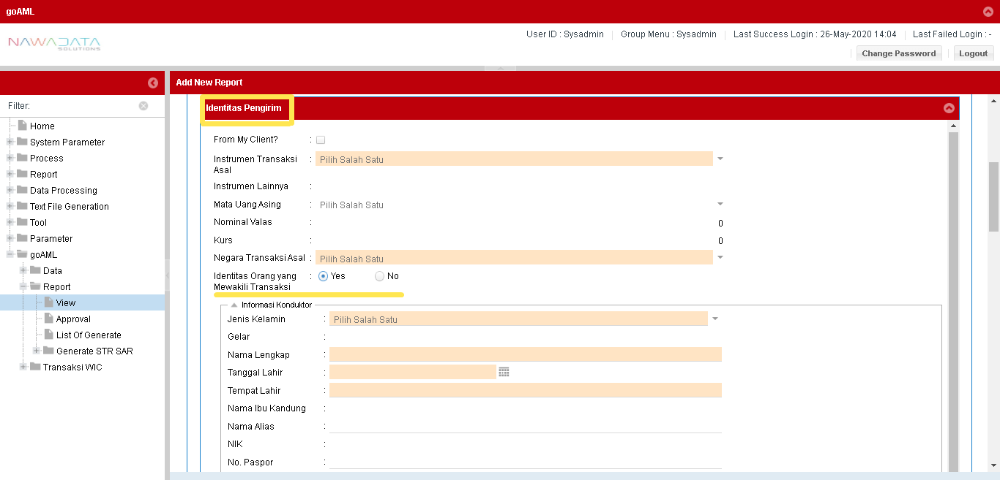 goAML
NAWADATA
SOLUTIONS
User ID : Sysadmin
Group Menu : Sysadmin
Last Success Login : 26-May-2020 14:04
Last Failed Login : -
Change Password
Logout
Filter:
Home
System Parameter
Process
Report
Data Processing
Text File Generation
Tool
Parameter
goAML
Data
Report
View
Approval
List Of Generate
Generate STR SAR
Transaksi WIC
Add New Report
Identitas Pengirim
From My Client? :
Instrumen Transaksi : Pilih Salah Satu
Asal
Instrumen Lainnya :
Mata Uang Asing : Pilih Salah Satu
Nominal Valas : 0
Kurs : 0
Negara Transaksi Asal : Pilih Salah Satu
Identitas Orang yang : Yes No
Mewakili Transaksi
Informasi Konduktor
Jenis Kelamin : Pilih Salah Satu
Gelar :
Nama Lengkap :
Tanggal Lahir :
Tempat Lahir :
Nama Ibu Kandung :
Nama Alias :
NIK :
No. Paspor :